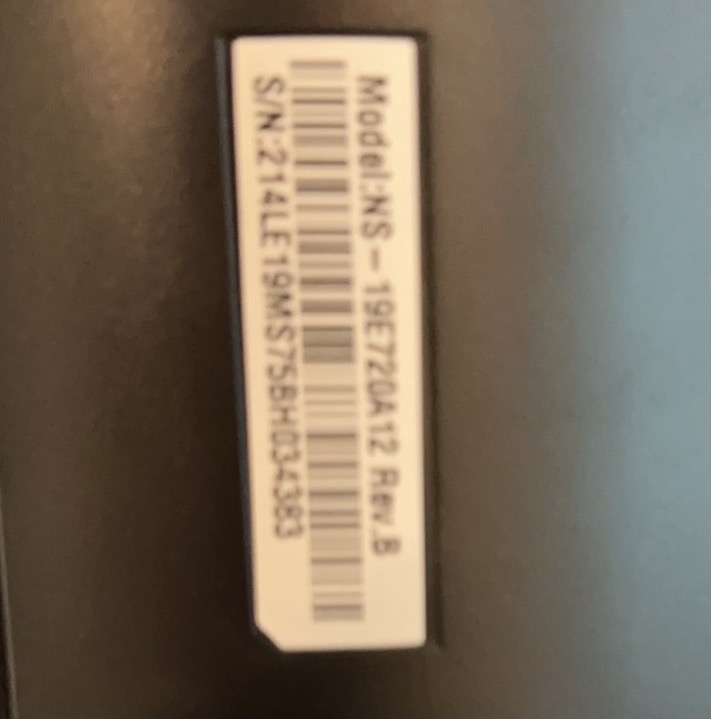 Model:NS-19E720A12 Rev.B
S/N:214LE19MS75BH034383